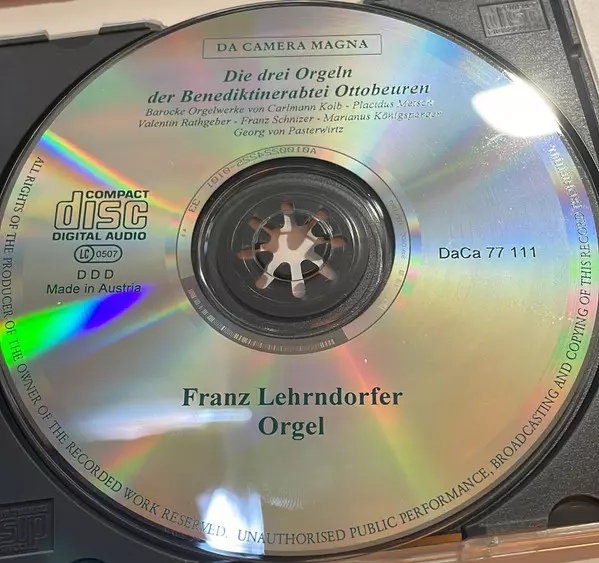 DA CAMERA MAGNA
Die drei Orgeln
der Benediktinerabtei Ottobeuren
Barocke Orgelwerke von Carlmann Kolb - Placidus Metsch
Valentin Rathgeber - Franz Schnizer - Marianus Königsperger
Georg von Pasterwirtz
COMPACT
disc
DIGITAL AUDIO
LC 0507
D D D
Made in Austria
DaCa 77 111
Franz Lehrndorfer
Orgel
ALL RIGHTS OF THE PRODUCER OF THE OWNER OF THE RECORDED WORK RESERVED. UNAUTHORISED PUBLIC PERFORMANCE, BROADCASTING AND COPYING OF THIS RECORD